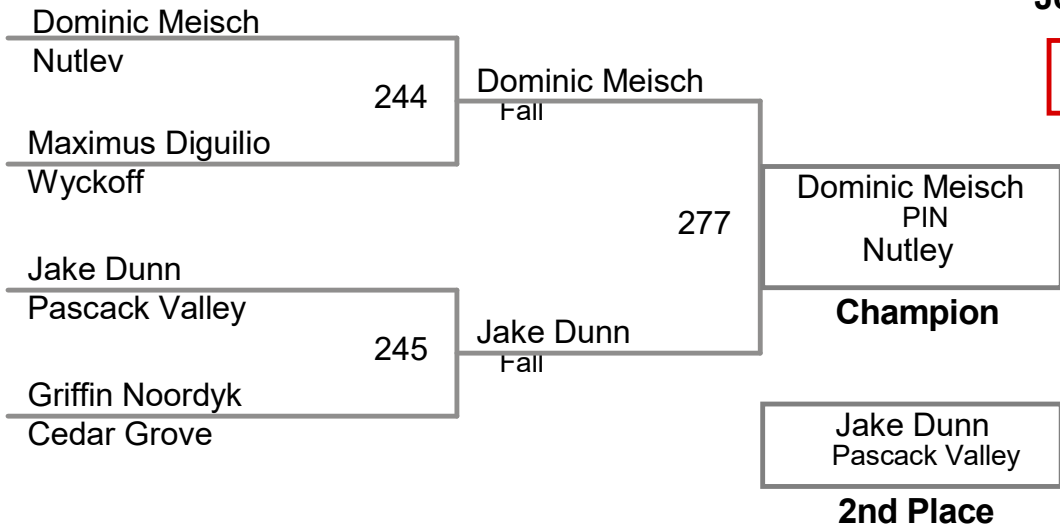 Dominic Meisch
Nutlev
244
Dominic Meisch
Fall
Maximus Diguilio
Wyckoff
277
Dominic Meisch
PIN
Nutley
Champion
Jake Dunn
Pascack Valley
245
Jake Dunn
Fall
Griffin Noordyk
Cedar Grove
Jake Dunn
Pascack Valley
2nd Place